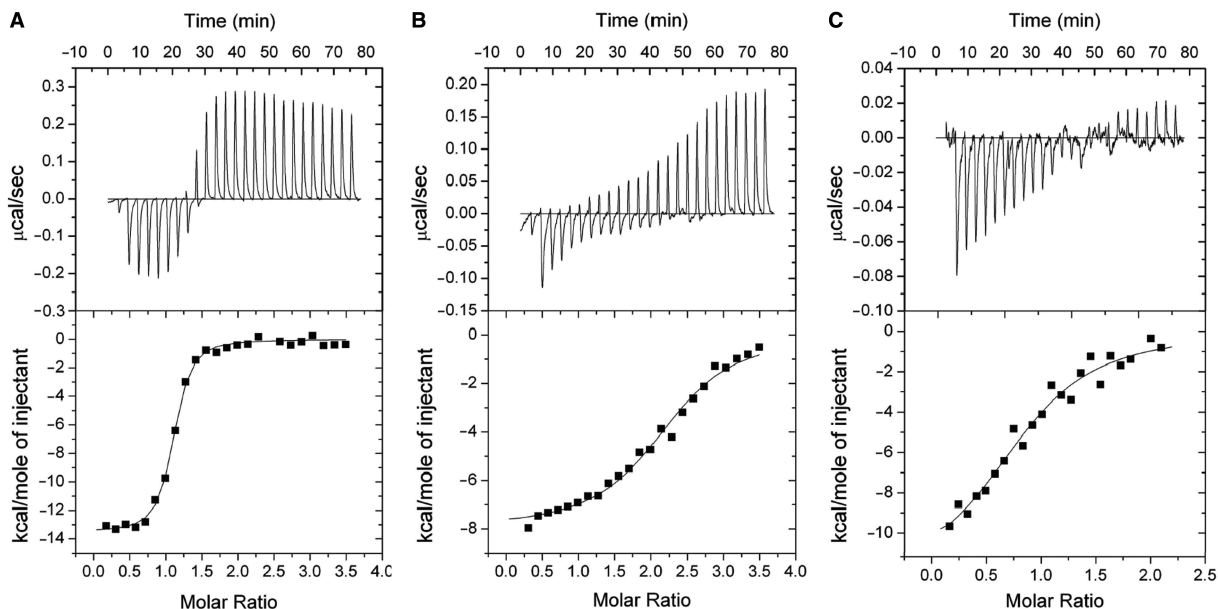 A
Time (min)
–10 0 10 20 30 40 50 60 70 80
0.3
0.2
0.1
0.0
–0.1
–0.2
–0.3
µcal/sec
0
–2
–4
–6
–8
–10
–12
–14
kcal/mole of injectant
0.0 0.5 1.0 1.5 2.0 2.5 3.0 3.5 4.0
Molar Ratio
B
Time (min)
–10 0 10 20 30 40 50 60 70 80
0.20
0.15
0.10
0.05
0.00
–0.05
–0.10
–0.15
µcal/sec
0
–2
–4
–6
–8
kcal/mole of injectant
0.0 0.5 1.0 1.5 2.0 2.5 3.0 3.5 4.0
Molar Ratio
C
Time (min)
–10 0 10 20 30 40 50 60 70 80
0.04
0.02
0.00
–0.02
–0.04
–0.06
–0.08
–0.10
µcal/sec
0
–2
–4
–6
–8
–10
kcal/mole of injectant
0.0 0.5 1.0 1.5 2.0 2.5
Molar Ratio